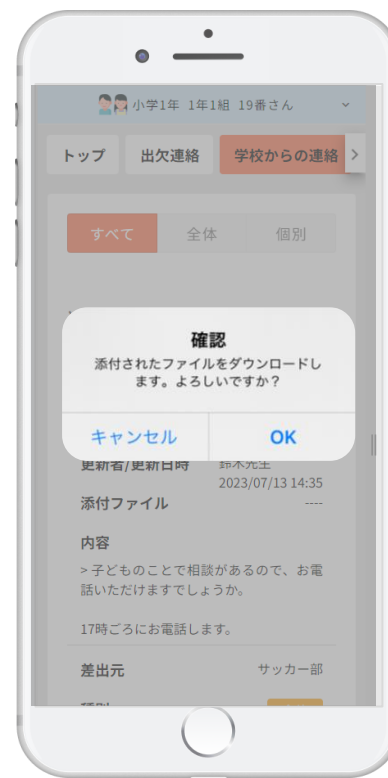 小学1年 1年1組 19番さん
トップ 出欠連絡 学校からの連絡 >
すべて 全体 個別
確認
添付されたファイルをダウンロードし
ます。よろしいですか？
キャンセル OK
更新者/更新日時 鈴木先生
2023/07/13 14:35
添付ファイル ----
内容
> 子どものことで相談があるので、お電
話いただけますでしょうか。
17時ごろにお電話します。
差出元 サッカー部